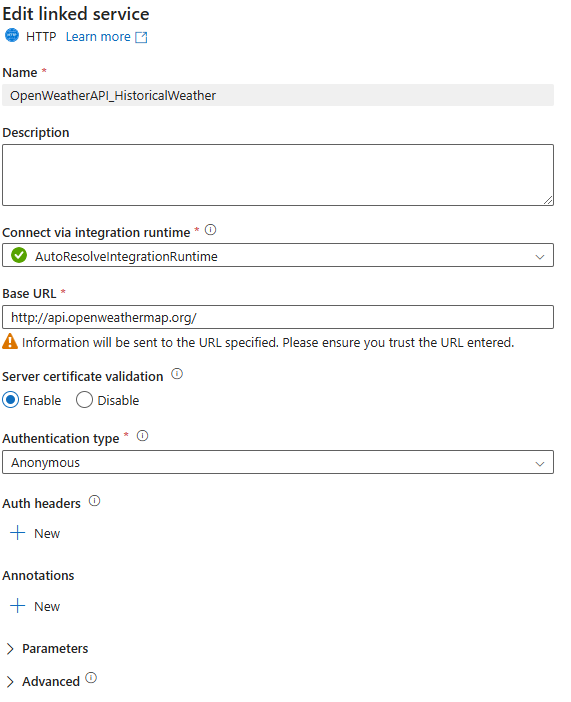 Edit linked service
HTTP Learn more
Name *
OpenWeatherAPI_HistoricalWeather
Description
Connect via integration runtime *
AutoResolveIntegrationRuntime
Base URL *
http://api.openweathermap.org/
Information will be sent to the URL specified. Please ensure you trust the URL entered.
Server certificate validation
Enable Disable
Authentication type *
Anonymous
Auth headers
New
Annotations
New
Parameters
Advanced